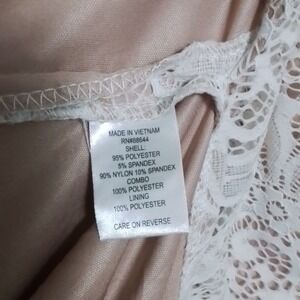 MADE IN VIETNAM
RN#68644
SHELL:
95% POLYESTER
5% SPANDEX
90% NYLON 10% SPANDEX
COMBO
100% POLYESTER
LINING
100% POLYESTER
CARE ON REVERSE